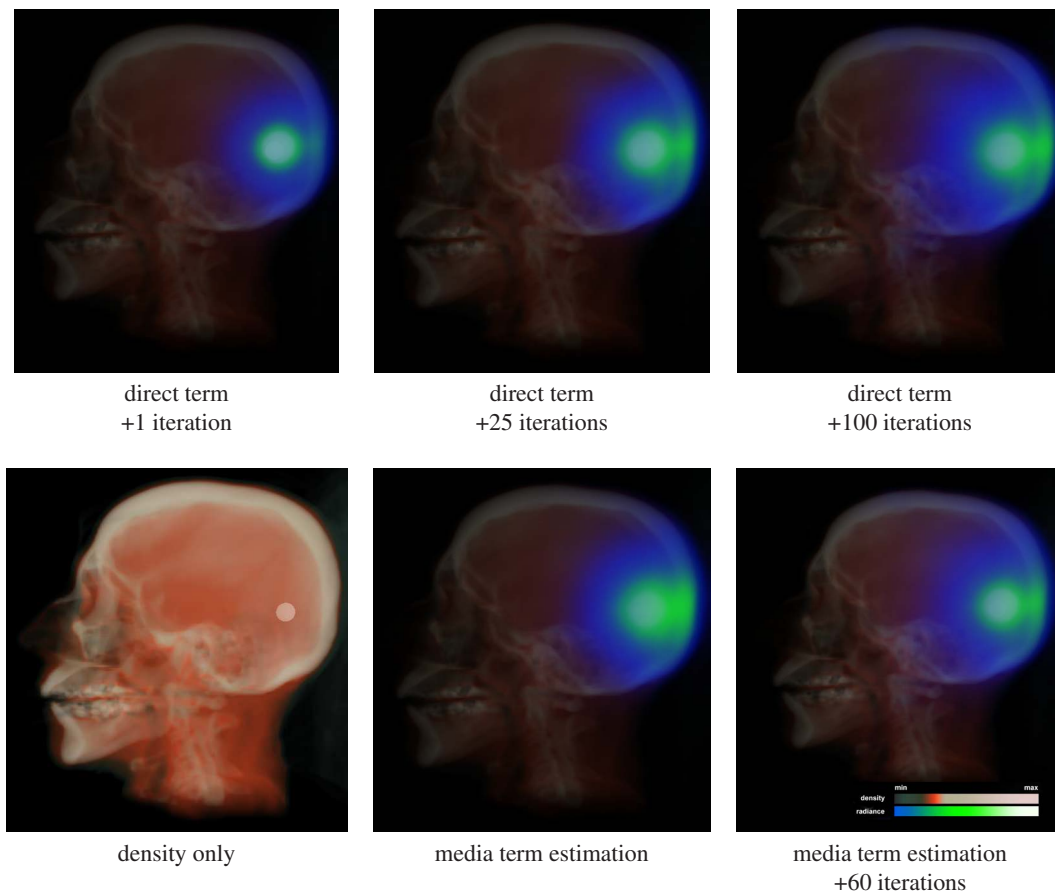 direct term
+1 iteration
direct term
+25 iterations
direct term
+100 iterations
min max
density
radiance
density only
media term estimation
media term estimation
+60 iterations